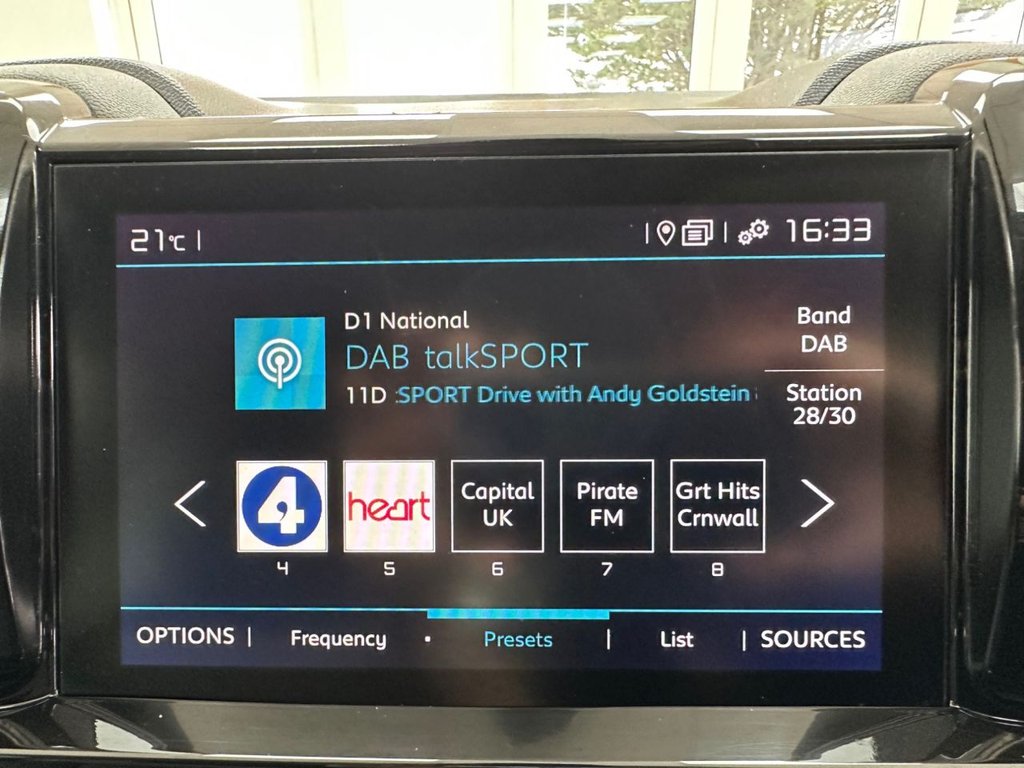 21°C
16:33
D1 National
DAB talkSPORT
11D :SPORT Drive with Andy Goldstein
Band
DAB
Station
28/30
4
heart
Capital
UK
Pirate
FM
Grt Hits
Crnwall
4 5 6 7 8
OPTIONS Frequency Presets List SOURCES